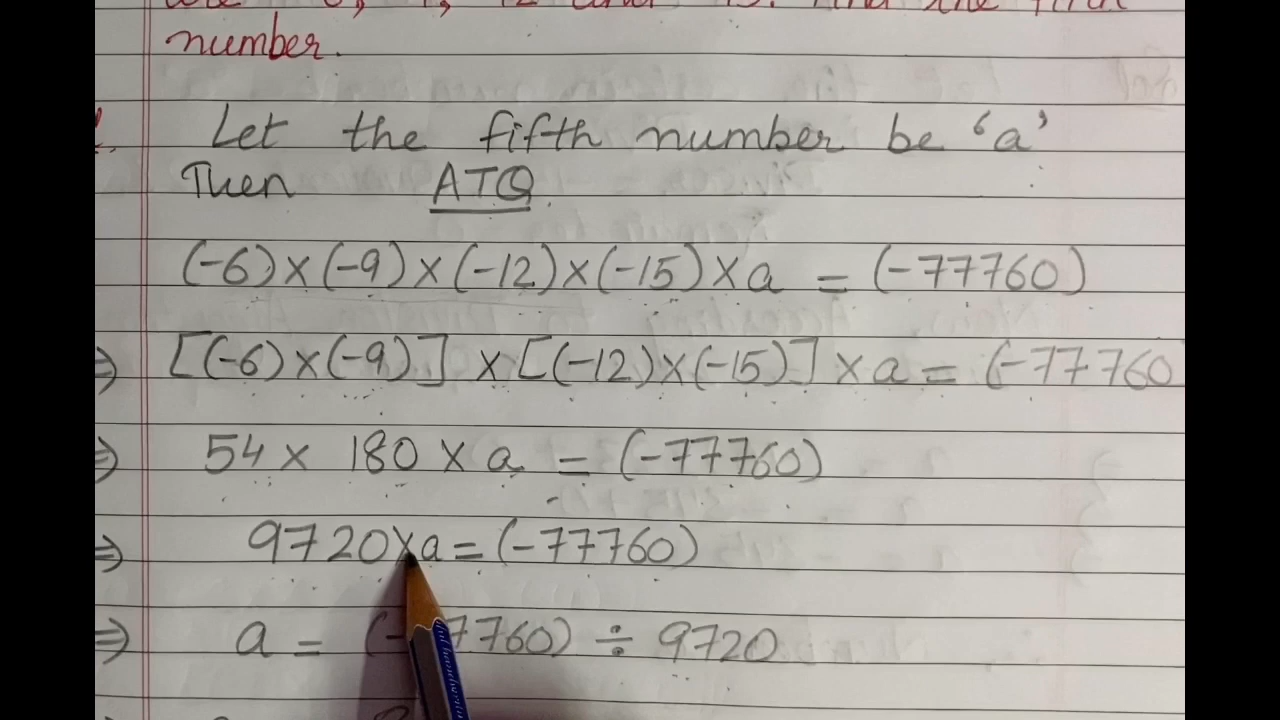 number.
Let the fifth number be 'a'
Then ATQ.
(-6)×(-9)×(-12)×(-15)×a = (-77760)
⇒ [(-6)×(-9)]×[(-12)×(-15)]×a = (-77760
⇒ 54× 180×a = (-77760)
⇒ 9720×a=(-77760)
⇒ a = (- 7760) ÷ 9720